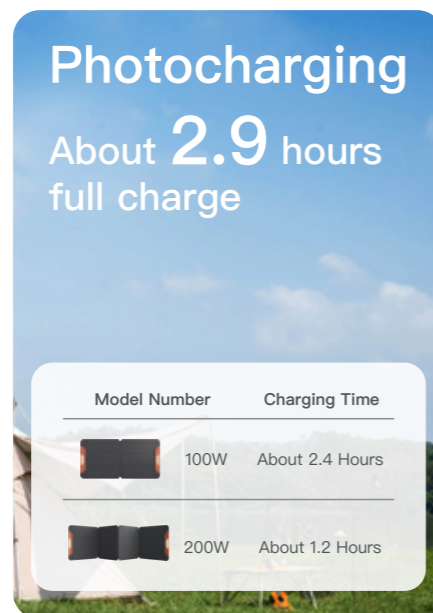 Photocharging
About 2.9 hours
full charge
Model Number Charging Time
100W About 2.4 Hours
200W About 1.2 Hours